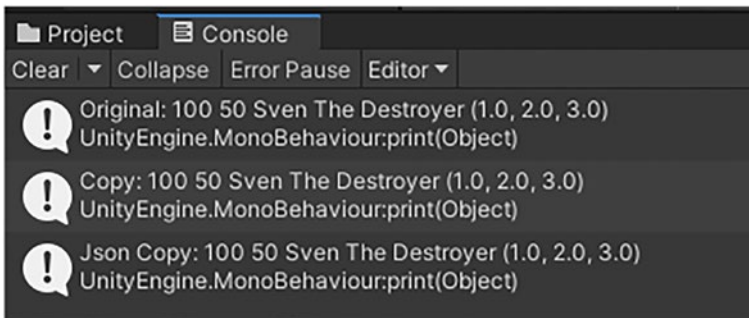 Project Console
Clear Collapse Error Pause Editor
Original: 100 50 Sven The Destroyer (1.0, 2.0, 3.0)
UnityEngine.MonoBehaviour:print(Object)
Copy: 100 50 Sven The Destroyer (1.0, 2.0, 3.0)
UnityEngine.MonoBehaviour:print(Object)
Json Copy: 100 50 Sven The Destroyer (1.0, 2.0, 3.0)
UnityEngine.MonoBehaviour:print(Object)